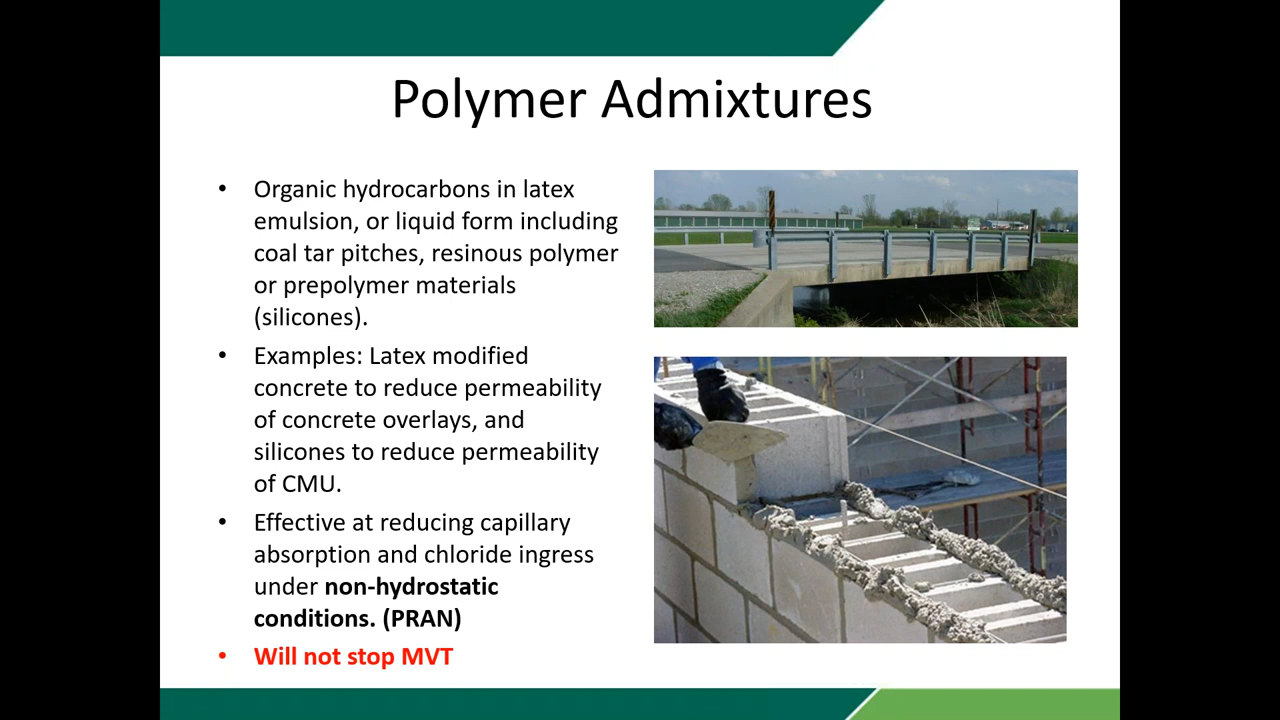 Polymer Admixtures
• Organic hydrocarbons in latex
emulsion, or liquid form including
coal tar pitches, resinous polymer
or prepolymer materials
(silicones).
• Examples: Latex modified
concrete to reduce permeability
of concrete overlays, and
silicones to reduce permeability
of CMU.
• Effective at reducing capillary
absorption and chloride ingress
under non-hydrostatic
conditions. (PRAN)
• Will not stop MVT